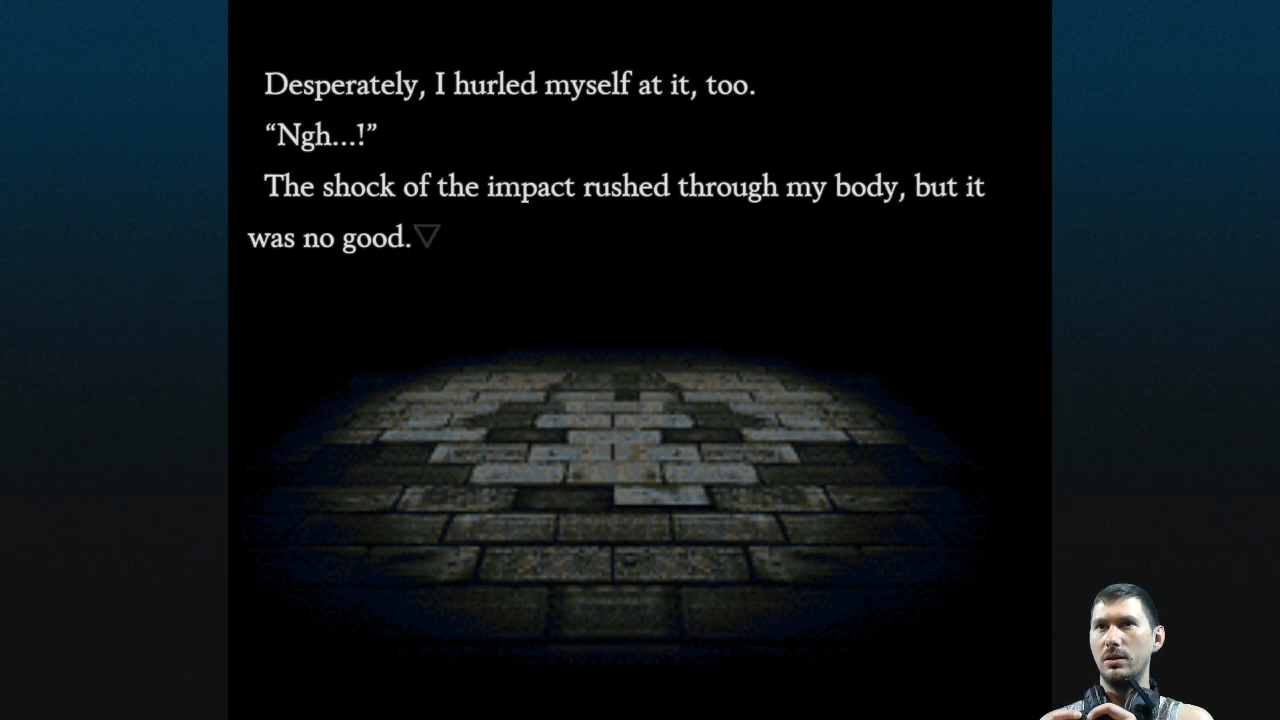 Desperately, I hurled myself at it, too.
“Ngh...!”
The shock of the impact rushed through my body, but it
was no good.